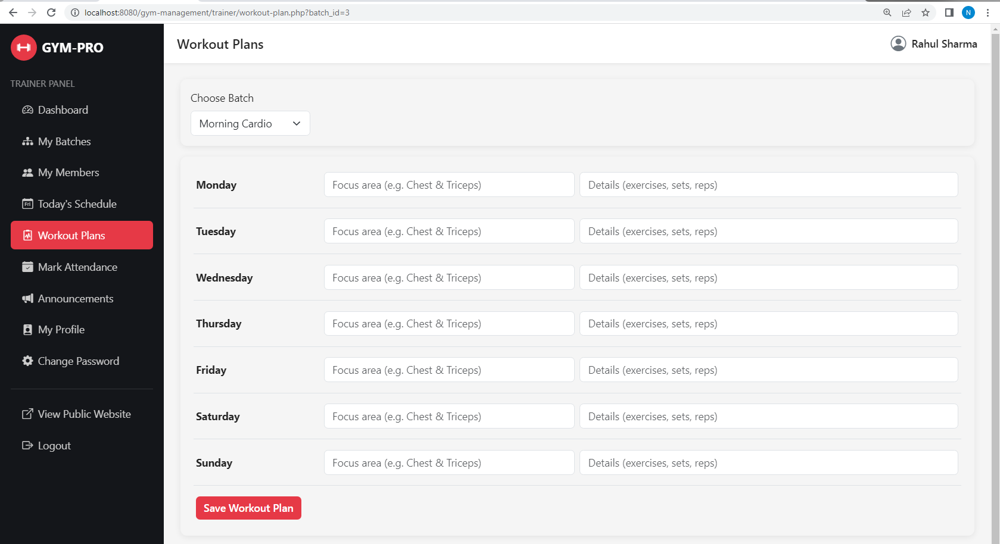 localhost:8080/gym-management/trainer/workout-plan.php?batch_id=3
N
GYM-PRO
Workout Plans
Rahul Sharma
TRAINER PANEL
Dashboard
My Batches
My Members
Fri Today's Schedule
Workout Plans
Mark Attendance
Announcements
My Profile
Change Password
View Public Website
Logout
Choose Batch
Morning Cardio
Monday Focus area (e.g. Chest & Triceps) Details (exercises, sets, reps)
Tuesday Focus area (e.g. Chest & Triceps) Details (exercises, sets, reps)
Wednesday Focus area (e.g. Chest & Triceps) Details (exercises, sets, reps)
Thursday Focus area (e.g. Chest & Triceps) Details (exercises, sets, reps)
Friday Focus area (e.g. Chest & Triceps) Details (exercises, sets, reps)
Saturday Focus area (e.g. Chest & Triceps) Details (exercises, sets, reps)
Sunday Focus area (e.g. Chest & Triceps) Details (exercises, sets, reps)
Save Workout Plan